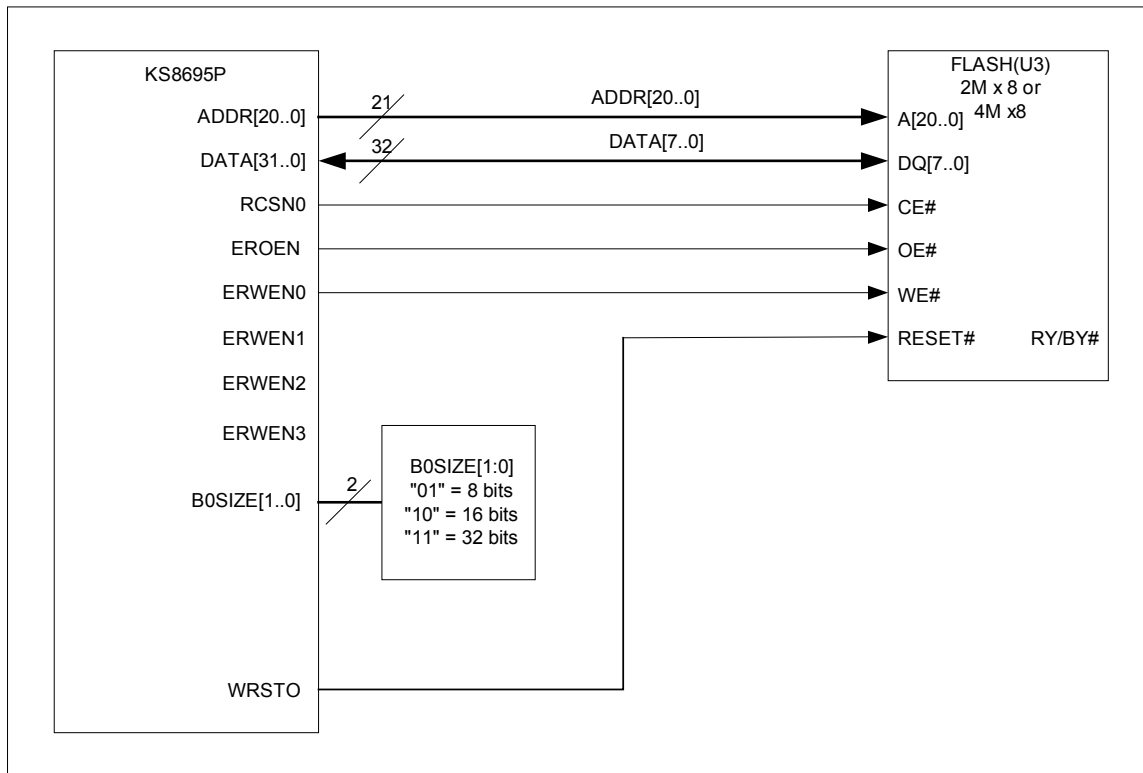 KS8695P
FLASH(U3)
2M x 8 or
4M x8
ADDR[20..0]
21
ADDR[20..0]
A[20..0]
DATA[31..0]
32
DATA[7..0]
DQ[7..0]
RCSN0
CE#
EROEN
OE#
ERWEN0
WE#
ERWEN1
RESET#
RY/BY#
ERWEN2
ERWEN3
B0SIZE[1..0]
2
B0SIZE[1:0]
"01" = 8 bits
"10" = 16 bits
"11" = 32 bits
WRSTO